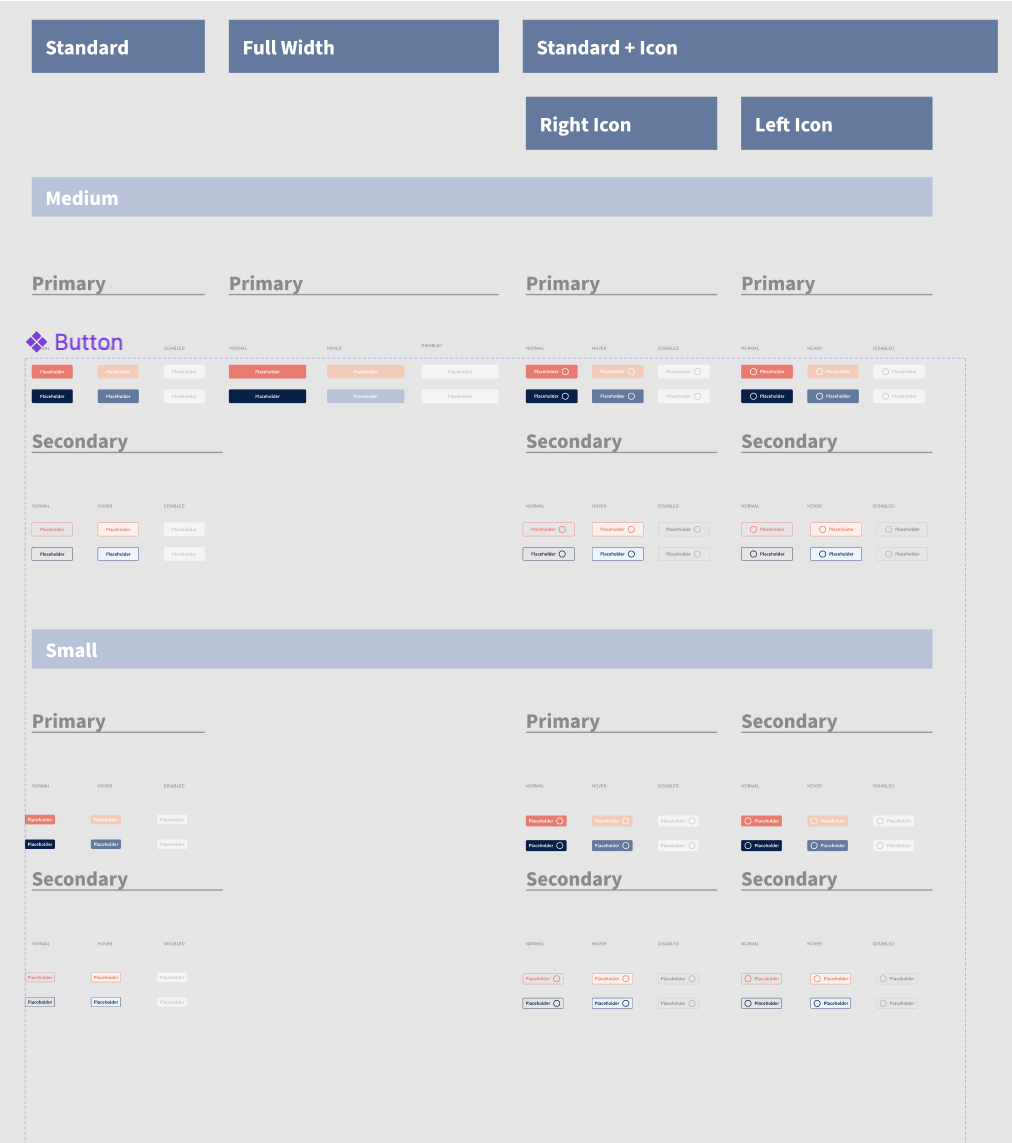 Standard
Full Width
Standard + Icon
Right Icon
Left Icon
Medium
Primary
Primary
Primary
Primary
Button
DISABLED
NORMAL
HOVER
DISABLED
NORMAL
HOVER
DISABLED
NORMAL
HOVER
DISABLED
Placeholder Placeholder Placeholder Placeholder Placeholder Placeholder Placeholder Placeholder Placeholder Placeholder Placeholder Placeholder
Placeholder Placeholder Placeholder Placeholder Placeholder Placeholder Placeholder Placeholder Placeholder Placeholder Placeholder Placeholder
Secondary
Secondary
Secondary
NORMAL HOVER DISABLED NORMAL HOVER DISABLED NORMAL HOVER DISABLED
Placeholder Placeholder Placeholder Placeholder Placeholder Placeholder Placeholder Placeholder Placeholder
Placeholder Placeholder Placeholder Placeholder Placeholder Placeholder Placeholder Placeholder Placeholder
Small
Primary
Primary
Secondary
NORMAL HOVER DISABLED NORMAL HOVER DISABLED NORMAL HOVER DISABLED
Placeholder Placeholder Placeholder Placeholder Placeholder Placeholder Placeholder Placeholder Placeholder
Placeholder Placeholder Placeholder Placeholder Placeholder Placeholder Placeholder Placeholder Placeholder
Secondary
Secondary
Secondary
NORMAL HOVER DISABLED NORMAL HOVER DISABLED NORMAL HOVER DISABLED
Placeholder Placeholder Placeholder Placeholder Placeholder Placeholder Placeholder Placeholder Placeholder
Placeholder Placeholder Placeholder Placeholder Placeholder Placeholder Placeholder Placeholder Placeholder